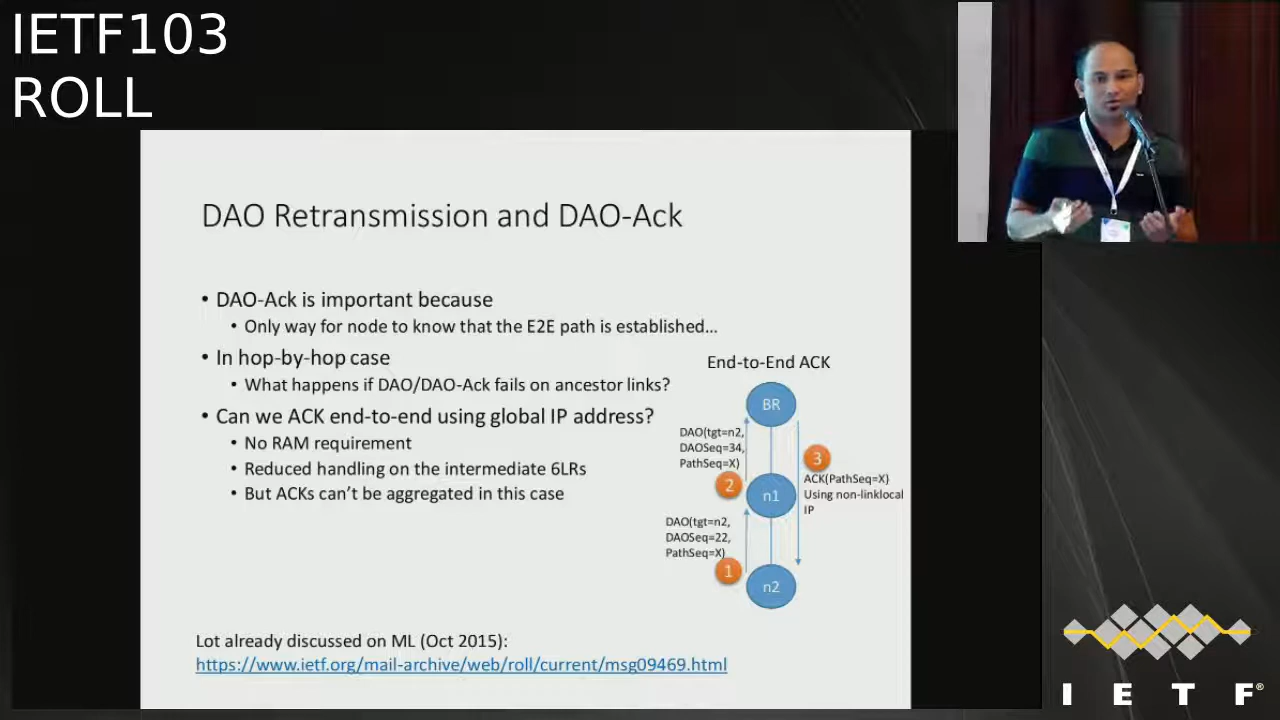 IETF103
ROLL
DAO Retransmission and DAO-Ack
• DAO-Ack is important because
• Only way for node to know that the E2E path is established...
• In hop-by-hop case
• What happens if DAO/DAO-Ack fails on ancestor links?
• Can we ACK end-to-end using global IP address?
• No RAM requirement
• Reduced handling on the intermediate 6LRs
• But ACKs can't be aggregated in this case
End-to-End ACK
BR
DAO(tgt=n2,
DAOSeq=34,
PathSeq=X)
2
3
ACK(PathSeq=X)
Using non-linklocal
IP
n1
DAO(tgt=n2,
DAOSeq=22,
PathSeq=X)
1
n2
Lot already discussed on ML (Oct 2015):
https://www.ietf.org/mail-archive/web/roll/current/msg09469.html
I E T F®